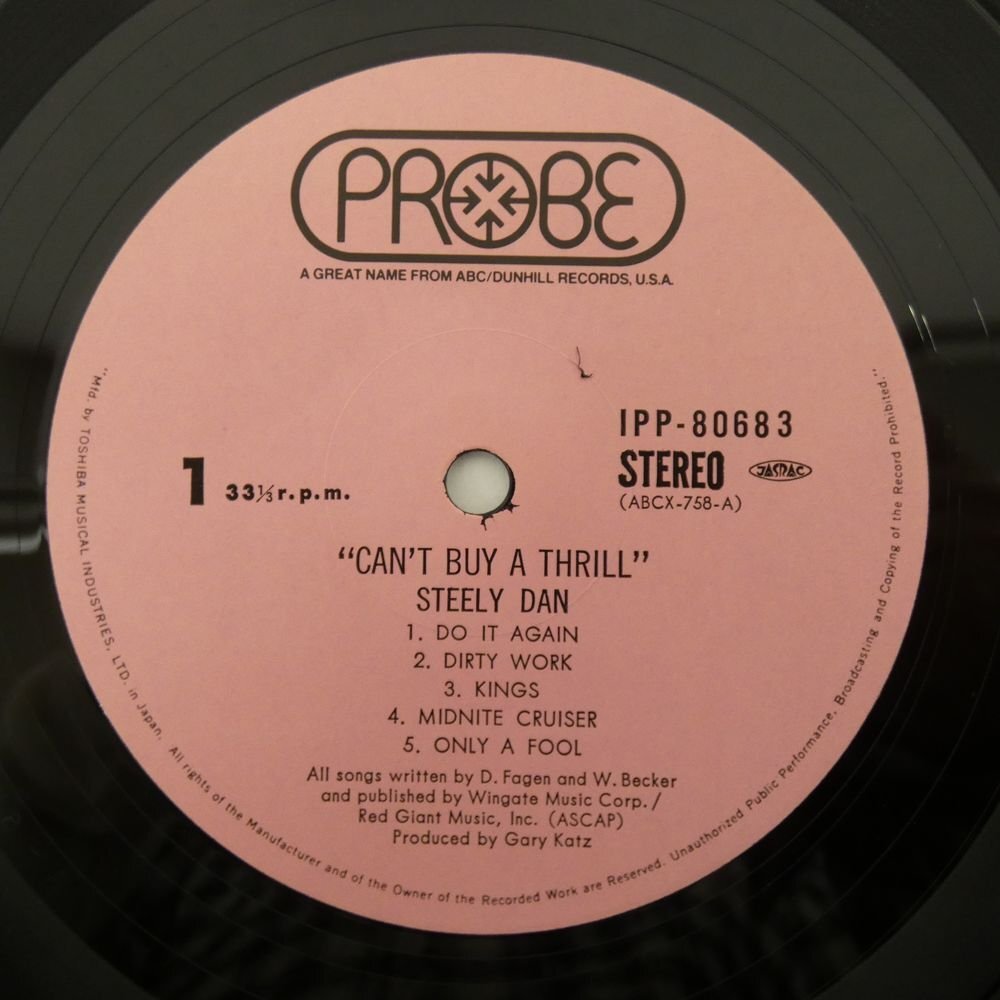 PROBE
A GREAT NAME FROM ABC/DUNHILL RECORDS, U.S.A.
IPP-80683
1 33⅓ r.p.m.
STEREO JASRAC
(ABCX-758-A)
“CAN'T BUY A THRILL”
STEELY DAN
1. DO IT AGAIN
2. DIRTY WORK
3. KINGS
4. MIDNITE CRUISER
5. ONLY A FOOL
All songs written by D. Fagen and W. Becker
and published by Wingate Music Corp. /
Red Giant Music, Inc. (ASCAP)
Produced by Gary Katz
"Mfd. by TOSHIBA MUSICAL INDUSTRIES, LTD. in Japan. All rights of the Manufacturer and of the Owner of the Recorded Work are Reserved. Unauthorized Public Performance, Broadcasting and Copying of the Record Prohibited."